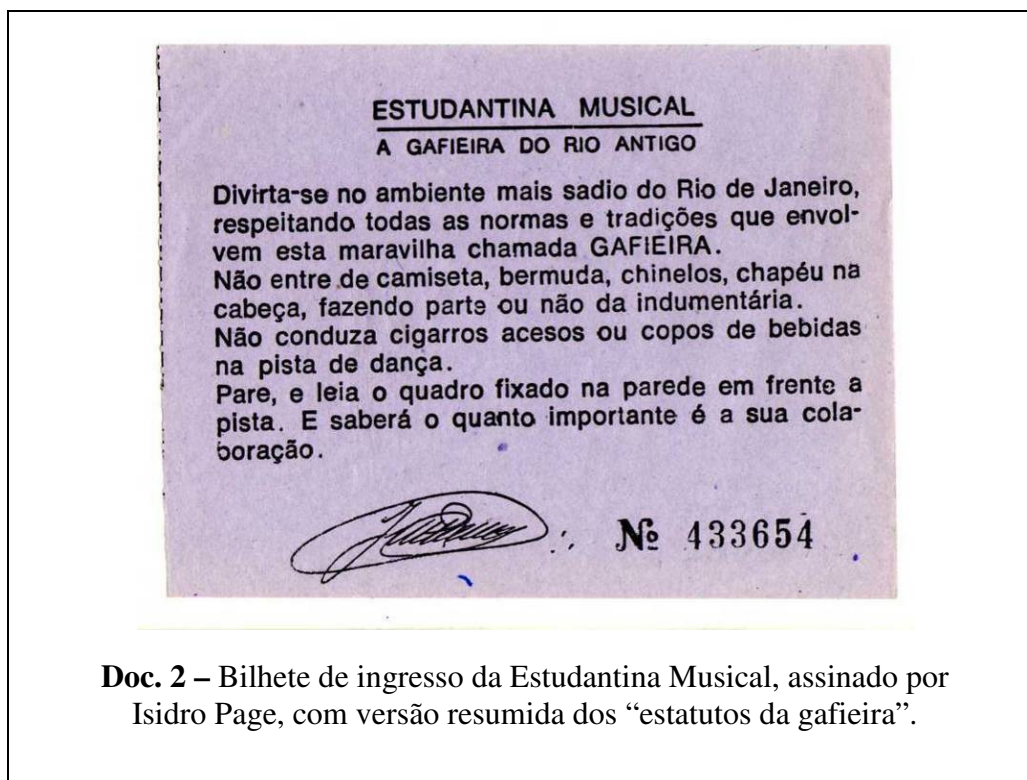 ESTUDANTINA MUSICAL
A GAFIEIRA DO RIO ANTIGO
Divirta-se no ambiente mais sadio do Rio de Janeiro,
respeitando todas as normas e tradições que envol-
vem esta maravilha chamada GAFIEIRA.
Não entre de camiseta, bermuda, chinelos, chapéu na
cabeça, fazendo parte ou não da indumentária.
Não conduza cigarros acesos ou copos de bebidas
na pista de dança.
Pare, e leia o quadro fixado na parede em frente a
pista. E saberá o quanto importante é a sua cola-
boração.
№ 433654
Doc. 2 – Bilhete de ingresso da Estudantina Musical, assinado por
Isidro Page, com versão resumida dos “estatutos da gafieira”.